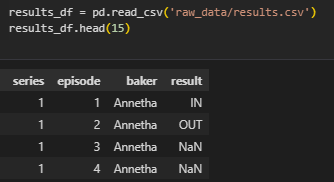 results_df = pd.read_csv('raw_data/results.csv')
results_df.head(15)
series episode baker result
1 1 Annetha IN
1 2 Annetha OUT
1 3 Annetha NaN
1 4 Annetha NaN